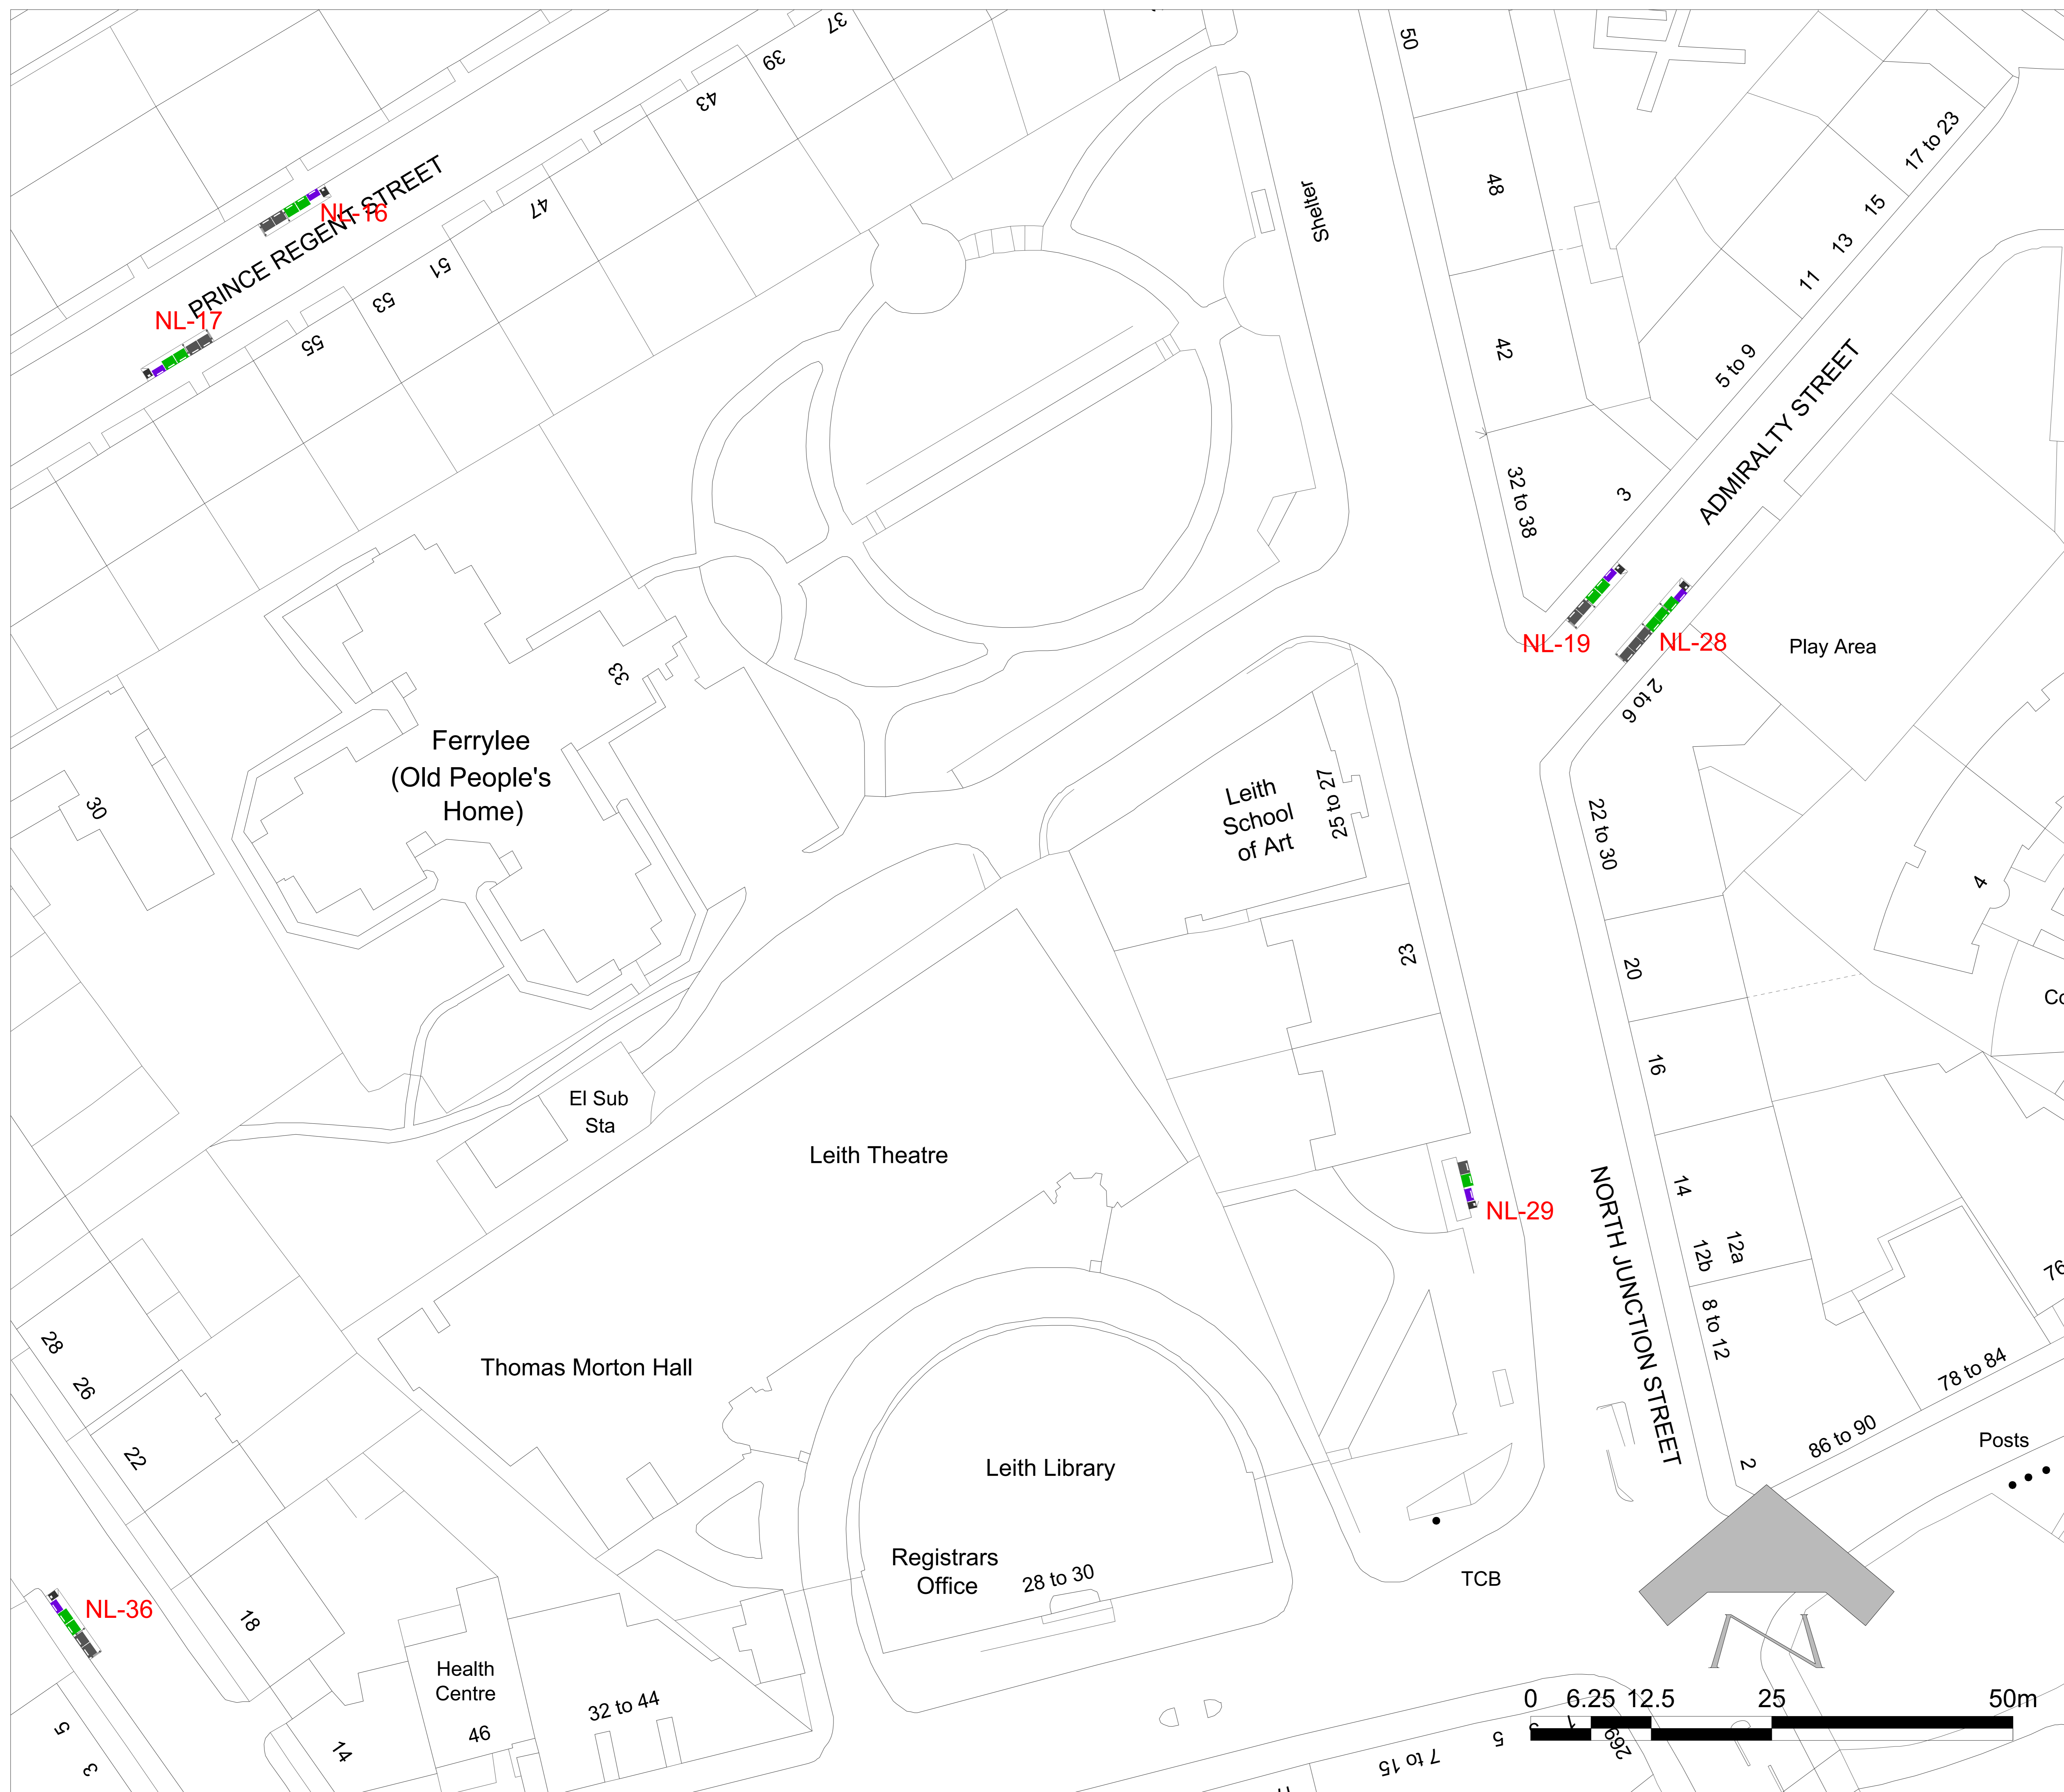 37
39
43
50
PRINCE REGENT STREET
NL-16
47
51
53
NL-17
55
Shelter
48
42
32 to 38
17 to 23
15
13
11
5 to 9
3
ADMIRALTY STREET
NL-19
NL-28
Play Area
2 to 6
33
Ferrylee
(Old People's
Home)
30
Leith
School
of Art
25 to 27
22 to 30
4
23
20
16
El Sub
Sta
Leith Theatre
14
NL-29
NORTH JUNCTION STREET
12b
12a
76
8 to 12
28
26
Thomas Morton Hall
78 to 84
22
Leith Library
86 to 90
Posts
2
Registrars
Office
28 to 30
TCB
NL-36
18
Health
Centre
46
32 to 44
14
5
3
N
0 6.25 12.5 25 50m
7 to 15
5
1
269